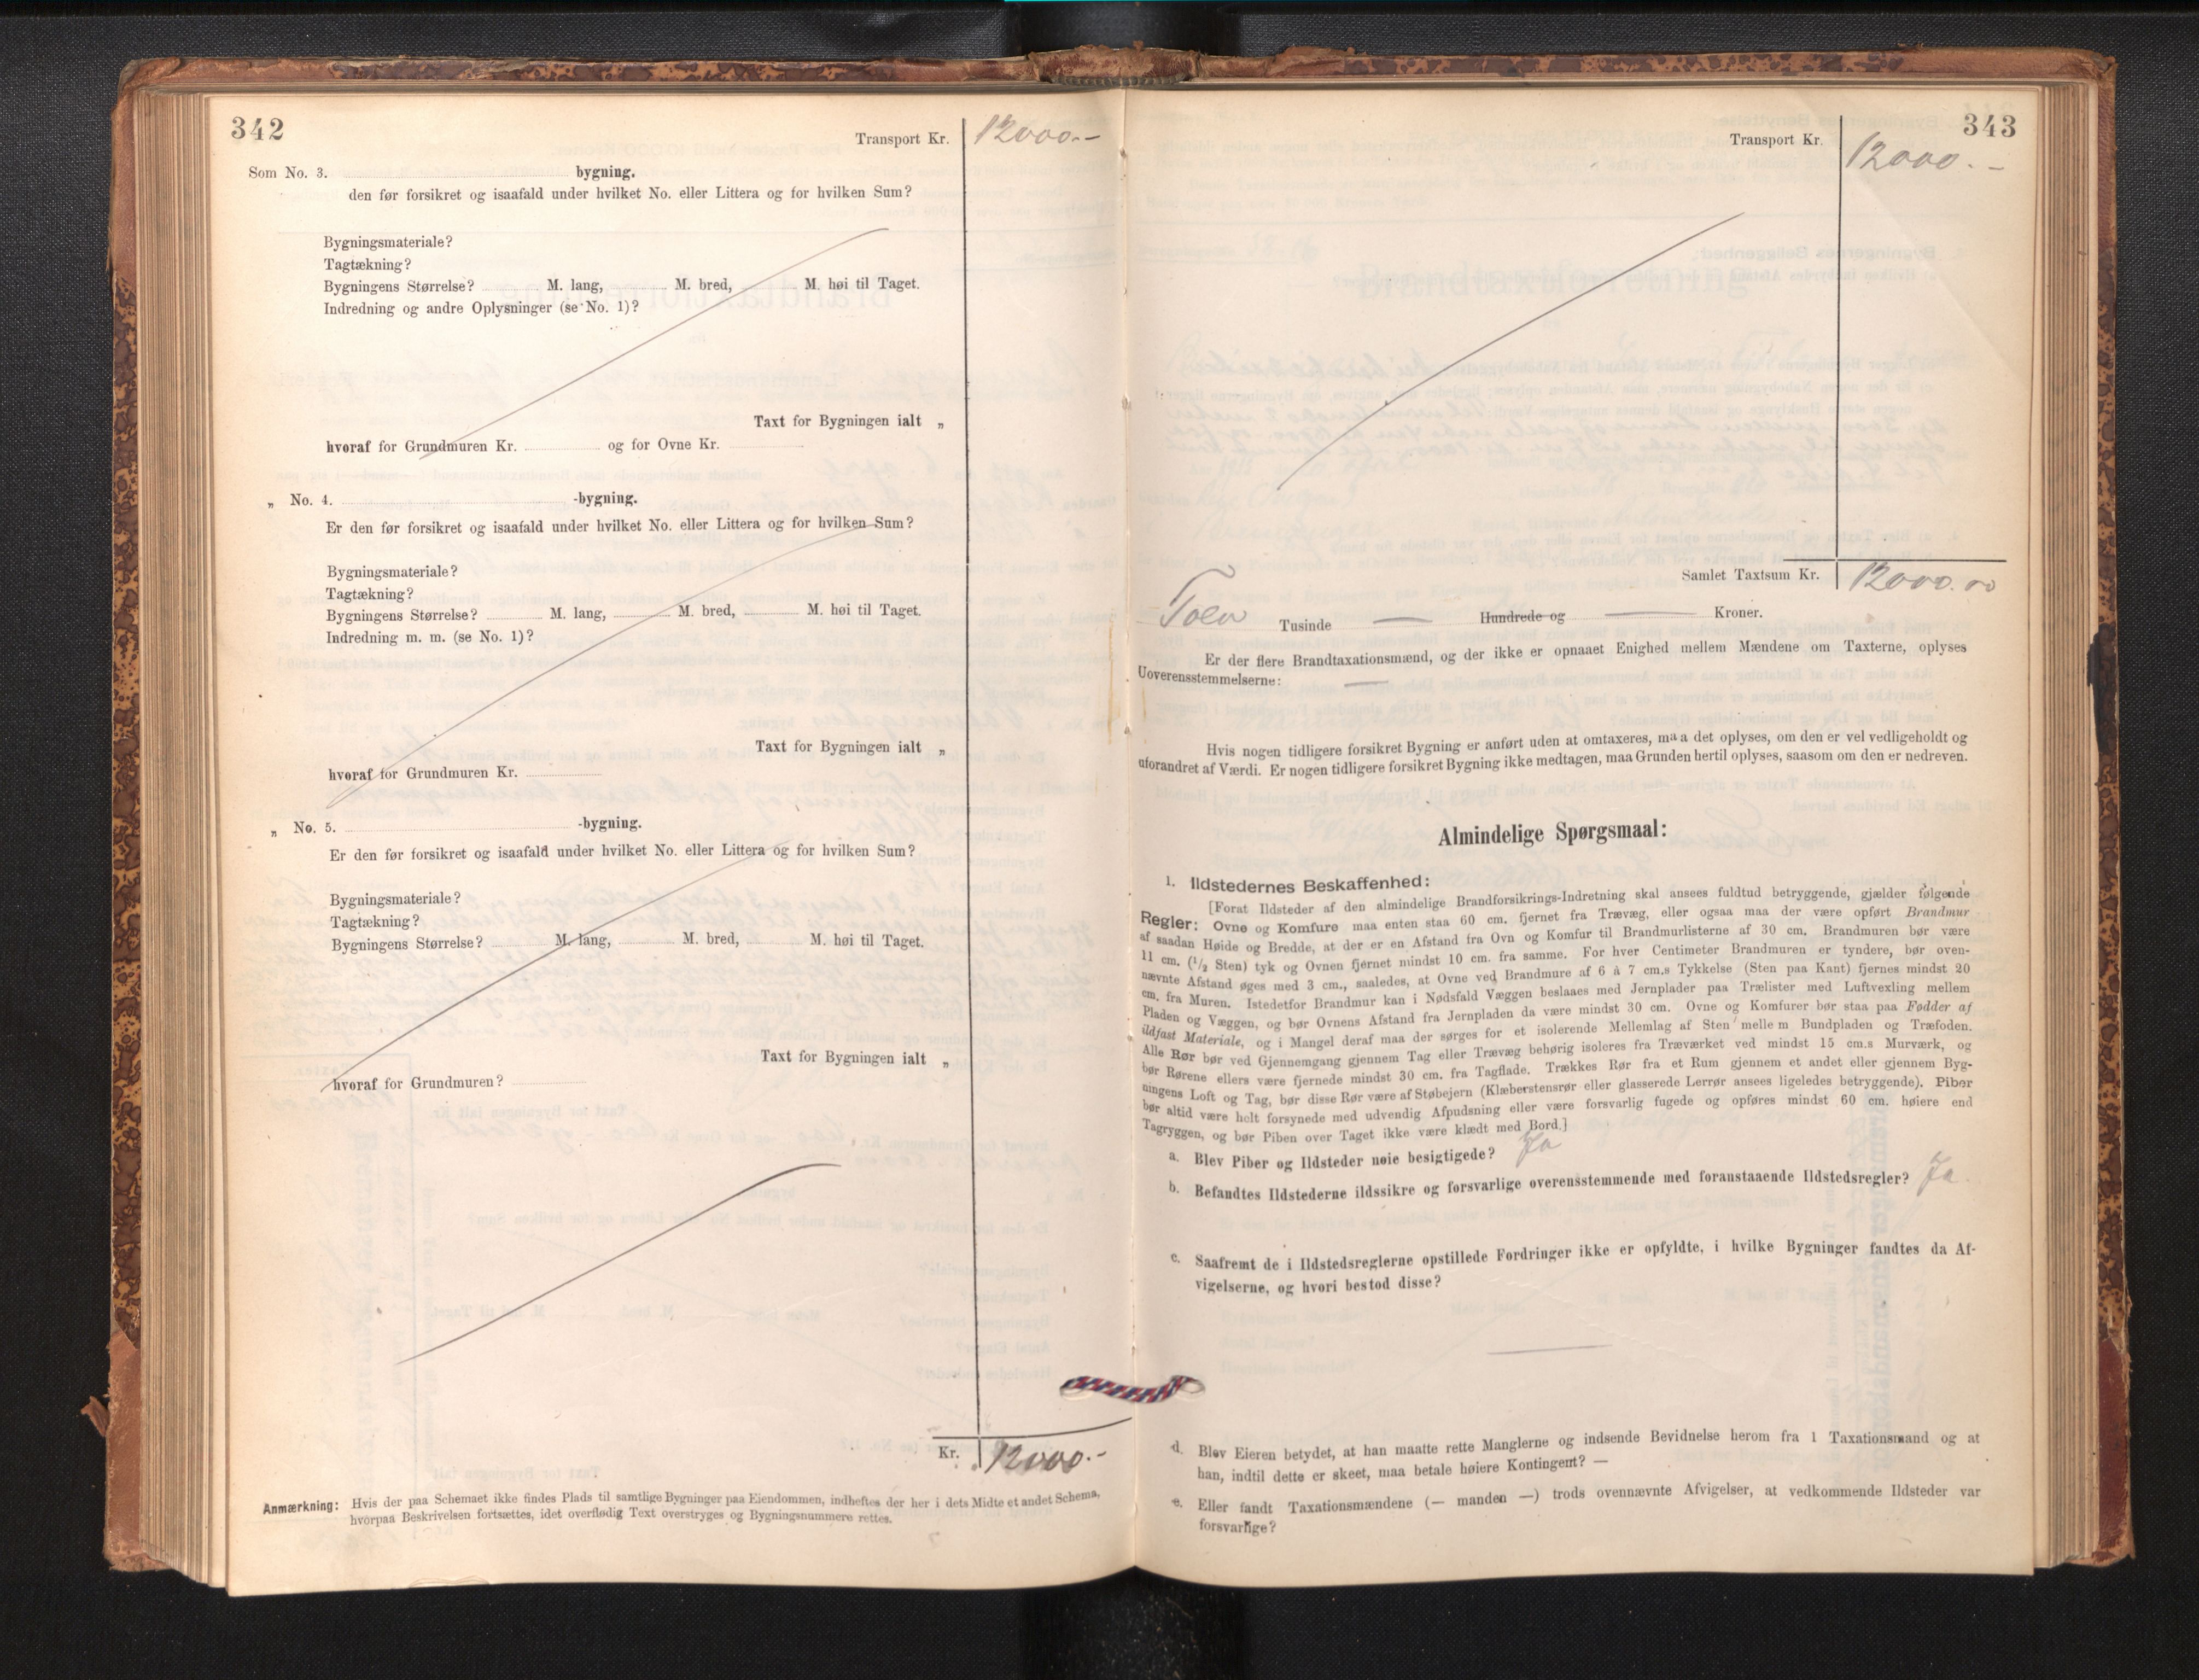 342
Transport Kr. 12000.-
Som No. 3. bygning.
den før forsikret og isaafald under hvilket No. eller Littera og for hvilken Sum?
Bygningsmateriale?
Tagtækning?
Bygningens Størrelse? M. lang, M. bred, M. høi til Taget.
Indredning og andre Oplysninger (se No. 1)?
Taxt for Bygningen ialt „
hvoraf for Grundmuren Kr. og for Ovne Kr.
„ No. 4. -bygning.
Er den før forsikret og isaafald under hvilket No. eller Littera og for hvilken Sum?
Bygningsmateriale?
Tagtækning?
Bygningens Størrelse? M. lang, M. bred, M. høi til Taget.
Indredning m. m. (se No. 1)?
Taxt for Bygningen ialt „
hvoraf for Grundmuren Kr.
„ No. 5. -bygning.
Er den før forsikret og isaafald under hvilket No. eller Littera og for hvilken Sum?
Bygningsmateriale?
Tagtækning?
Bygningens Størrelse? M. lang, M. bred, M. høi til Taget.
Taxt for Bygningen ialt „
hvoraf for Grundmuren?
Kr. 12000.-
Anmærkning: Hvis der paa Schemaet ikke findes Plads til samtlige Bygninger paa Eiendommen, indheftes der her i dets Midte et andet Schema,
hvorpaa Beskrivelsen fortsættes, idet overflødig Text overstryges og Bygningsnummere rettes.
343
Transport Kr. 12000.-
Samlet Taxtsum Kr. 12000.00
Tolv Tusinde — Hundrede og — Kroner.
Er der flere Brandtaxationsmænd, og der ikke er opnaaet Enighed mellem Mændene om Taxterne, oplyses
Uoverensstemmelserne: —
Hvis nogen tidligere forsikret Bygning er anført uden at omtaxeres, maa det oplyses, om den er vel vedligeholdt og
uforandret af Værdi. Er nogen tidligere forsikret Bygning ikke medtagen, maa Grunden hertil oplyses, saasom om den er nedreven.
Almindelige Spørgsmaal:
1. Ildstedernes Beskaffenhed:
[Forat Ildsteder af den almindelige Brandforsikrings-Indretning skal ansees fuldtud betryggende, gjælder følgende
Regler: Ovne og Komfure maa enten staa 60 cm. fjernet fra Trævæg, eller ogsaa maa der være opført Brandmur
af saadan Høide og Bredde, at der er en Afstand fra Ovn og Komfur til Brandmurlisterne af 30 cm. Brandmuren bør være
11 cm. (1/2 Sten) tyk og Ovnen fjernet mindst 10 cm. fra samme. For hver Centimeter Brandmuren er tyndere, bør oven-
nævnte Afstand øges med 3 cm., saaledes, at Ovne ved Brandmure af 6 à 7 cm.s Tykkelse (Sten paa Kant) fjernes mindst 20
cm. fra Muren. Istedetfor Brandmur kan i Nødsfald Væggen beslaaes med Jernplader paa Trælister med Luftvexling mellem
Pladen og Væggen, og bør Ovnens Afstand fra Jernpladen da være mindst 30 cm. Ovne og Komfurer bør staa paa Fødder af
ildfast Materiale, og i Mangel deraf maa der sørges for et isolerende Mellemlag af Sten mellem Bundpladen og Træfoden.
Alle Rør bør ved Gjennemgang gjennem Tag eller Trævæg behørig isoleres fra Træværket ved mindst 15 cm.s Murværk, og
bør Rørene ellers være fjernede mindst 30 cm. fra Tagflade. Trækkes Rør fra et Rum gjennem et andet eller gjennem Byg-
ningens Loft og Tag, bør disse Rør være af Støbejern (Klæberstensrør eller glasserede Lerrør ansees ligeledes betryggende). Piber
bør altid være helt forsynede med udvendig Afpudsning eller være forsvarlig fugede og opføres mindst 60 cm. høiere end
Tagryggen, og bør Piben over Taget ikke være klædt med Bord.]
a. Blev Piber og Ildsteder nøie besigtigede? Ja
b. Befandtes Ildstederne ildssikre og forsvarlige overensstemmende med foranstaaende Ildstedsregler? Ja.
c. Saafremt de i Ildstedsreglerne opstillede Fordringer ikke er opfyldte, i hvilke Bygninger fandtes da Af-
vigelserne, og hvori bestod disse?
—
d. Blev Eieren betydet, at han maatte rette Manglerne og indsende Bevidnelse herom fra 1 Taxationsmand og at
han, indtil dette er skeet, maa betale høiere Kontingent? —
e. Eller fandt Taxationsmændene (— manden —) trods ovennævnte Afvigelser, at vedkommende Ildsteder var
forsvarlige?